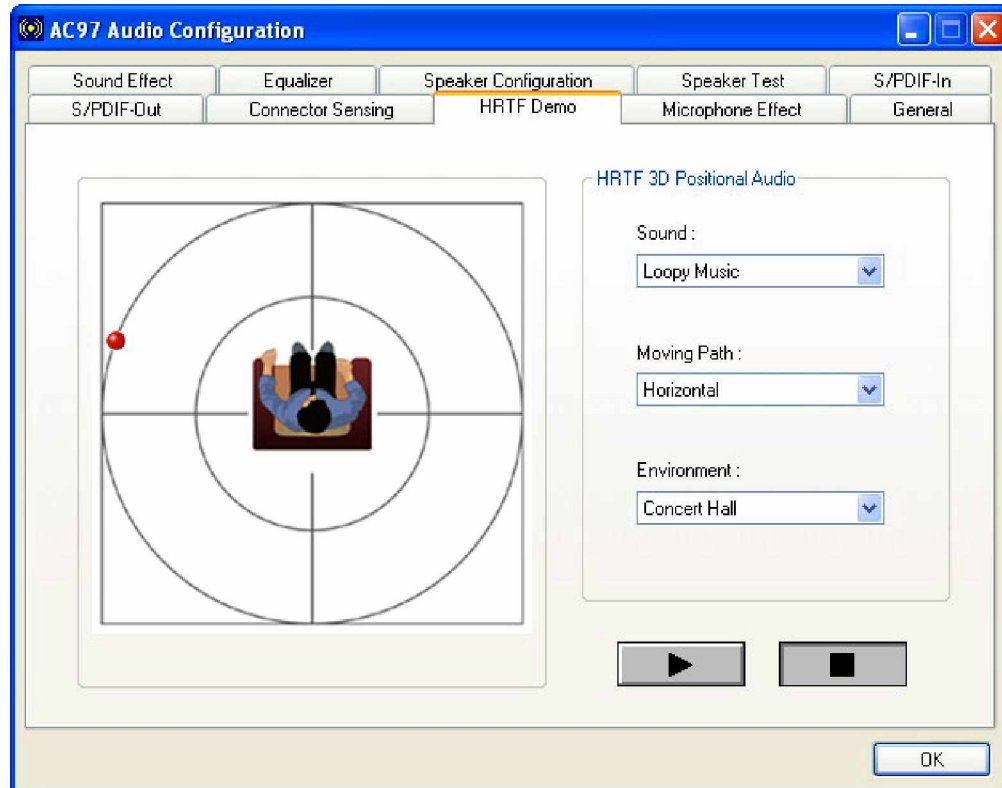 AC97 Audio Configuration
Sound Effect
Equalizer
Speaker Configuration
Speaker Test
S/PDIF-In
S/PDIF-Out
Connector Sensing
HRTF Demo
Microphone Effect
General
HRTF 3D Positional Audio
Sound :
Loopy Music
Moving Path :
Horizontal
Environment :
Concert Hall
OK